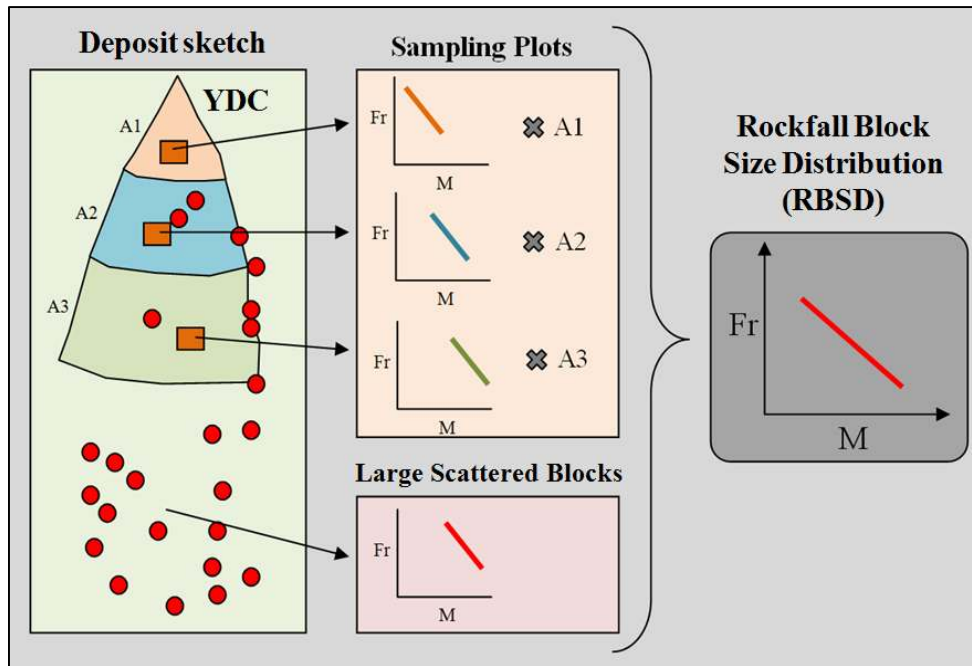 Deposit sketch
YDC
A1
A2
A3
Sampling Plots
Fr
M
A1
Fr
M
A2
Fr
M
A3
Large Scattered Blocks
Fr
M
Rockfall Block
Size Distribution
(RBSD)
Fr
M